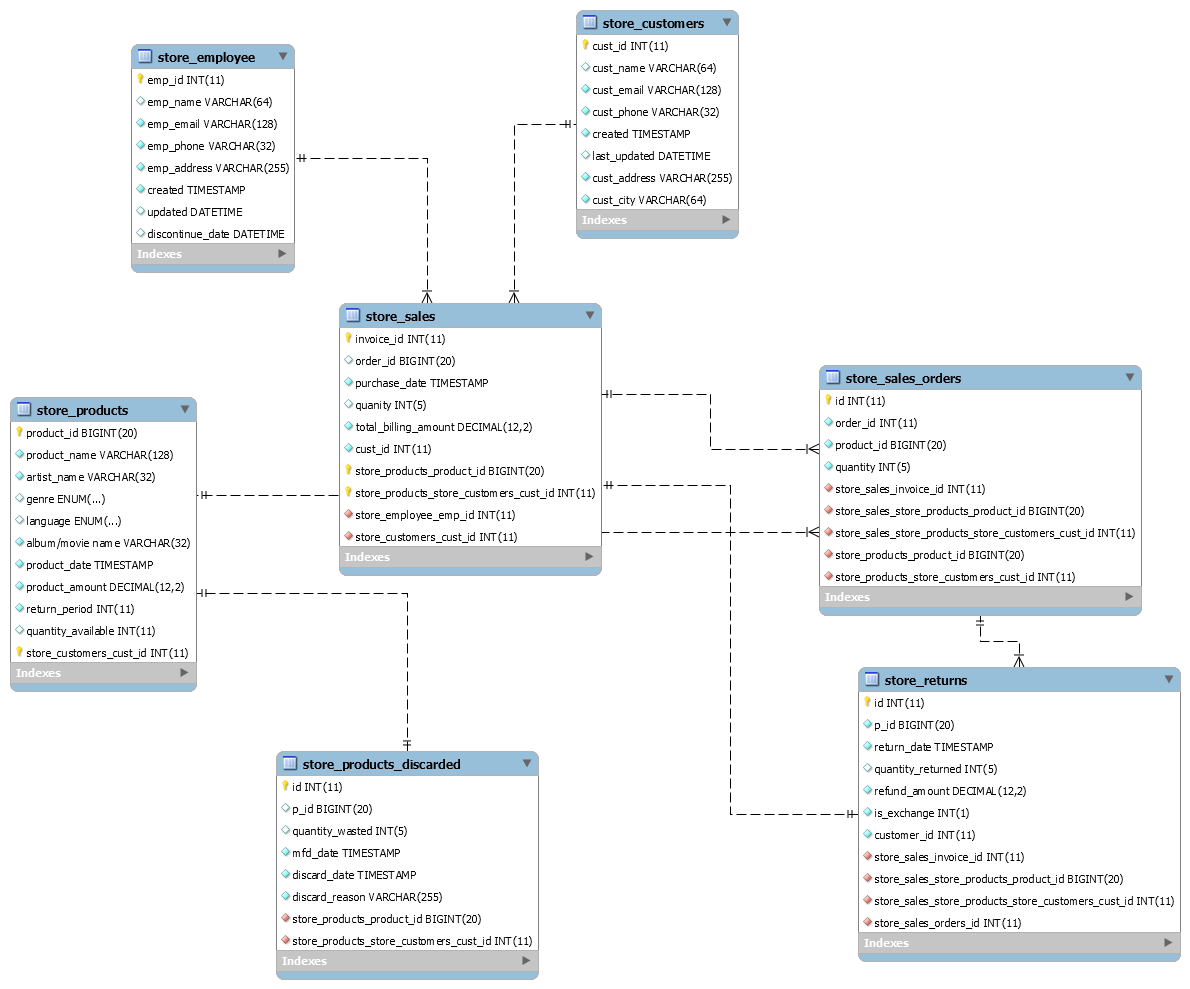 store_employee
emp_id INT(11)
emp_name VARCHAR(64)
emp_email VARCHAR(128)
emp_phone VARCHAR(32)
emp_address VARCHAR(255)
created TIMESTAMP
updated DATETIME
discontinue_date DATETIME
Indexes
store_customers
cust_id INT(11)
cust_name VARCHAR(64)
cust_email VARCHAR(128)
cust_phone VARCHAR(32)
created TIMESTAMP
last_updated DATETIME
cust_address VARCHAR(255)
cust_city VARCHAR(64)
Indexes
store_sales
invoice_id INT(11)
order_id BIGINT(20)
purchase_date TIMESTAMP
quanity INT(5)
total_billing_amount DECIMAL(12,2)
cust_id INT(11)
store_products_product_id BIGINT(20)
store_products_store_customers_cust_id INT(11)
store_employee_emp_id INT(11)
store_customers_cust_id INT(11)
Indexes
store_products
product_id BIGINT(20)
product_name VARCHAR(128)
artist_name VARCHAR(32)
genre ENUM(...)
language ENUM(...)
album/movie name VARCHAR(32)
product_date TIMESTAMP
product_amount DECIMAL(12,2)
return_period INT(11)
quantity_available INT(11)
store_customers_cust_id INT(11)
Indexes
store_sales_orders
id INT(11)
order_id INT(11)
product_id BIGINT(20)
quantity INT(5)
store_sales_invoice_id INT(11)
store_sales_store_products_product_id BIGINT(20)
store_sales_store_products_store_customers_cust_id INT(11)
store_products_product_id BIGINT(20)
store_products_store_customers_cust_id INT(11)
Indexes
store_products_discarded
id INT(11)
p_id BIGINT(20)
quantity_wasted INT(5)
mfd_date TIMESTAMP
discard_date TIMESTAMP
discard_reason VARCHAR(255)
store_products_product_id BIGINT(20)
store_products_store_customers_cust_id INT(11)
Indexes
store_returns
id INT(11)
p_id BIGINT(20)
return_date TIMESTAMP
quantity_returned INT(5)
refund_amount DECIMAL(12,2)
is_exchange INT(1)
customer_id INT(11)
store_sales_invoice_id INT(11)
store_sales_store_products_product_id BIGINT(20)
store_sales_store_products_store_customers_cust_id INT(11)
store_sales_orders_id INT(11)
Indexes